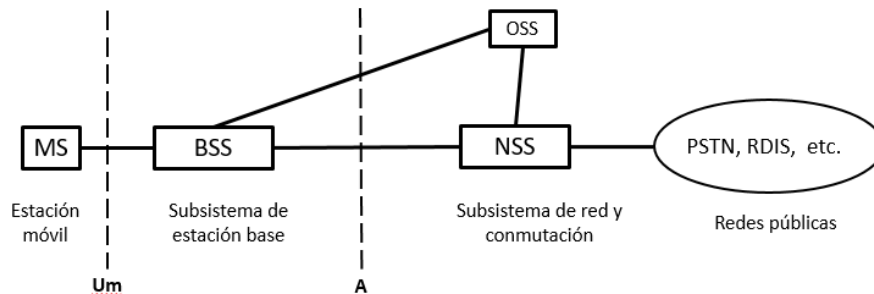 OSS
MS
BSS
NSS
PSTN, RDIS, etc.
Estación
móvil
Subsistema de
estación base
Subsistema de red y
conmutación
Redes públicas
Um
A